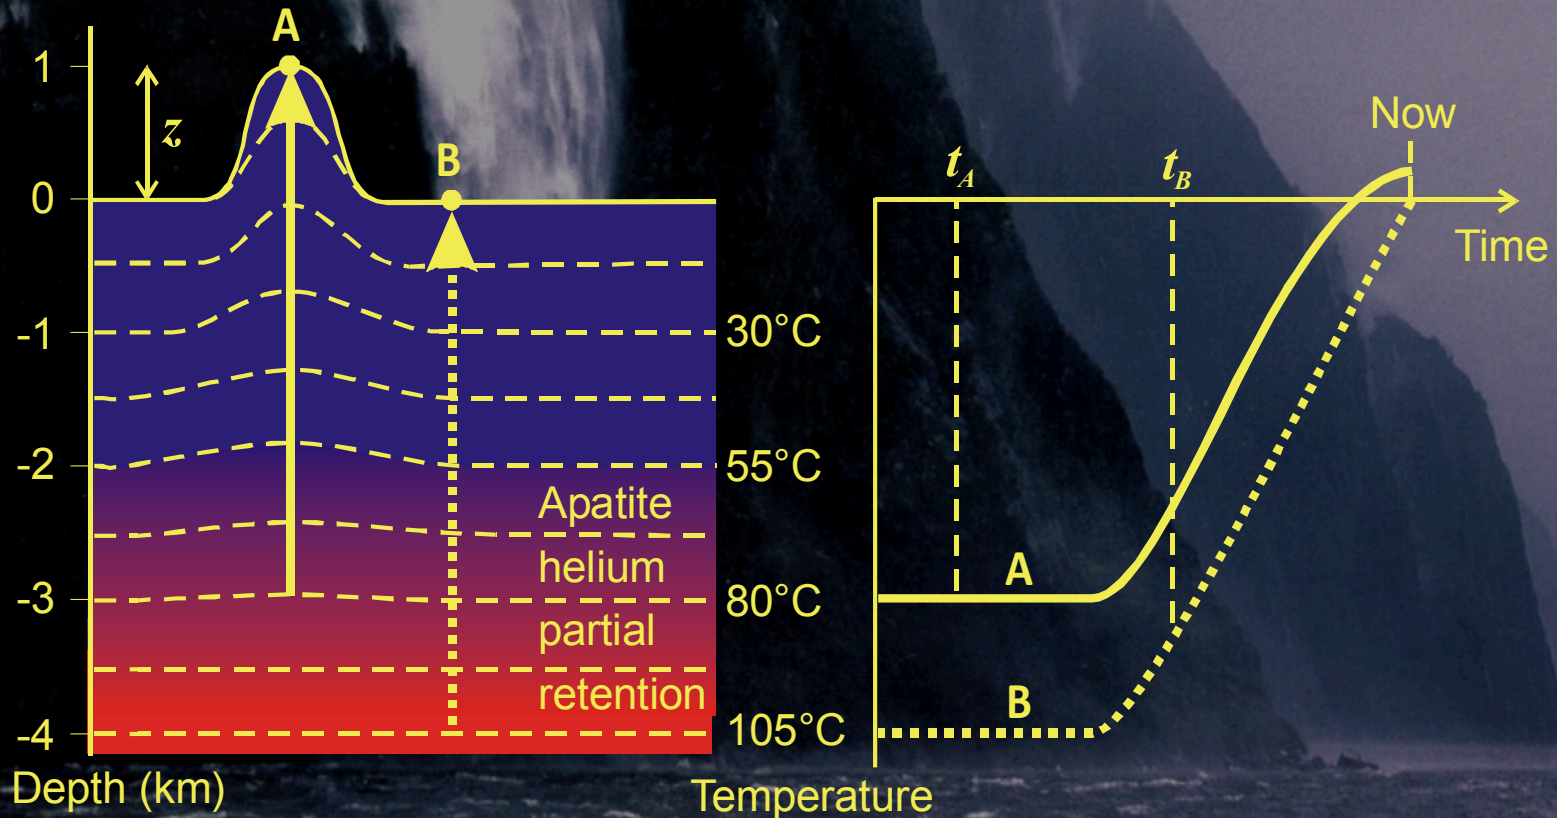 A
1
z
B
0
-1
30°C
-2
55°C
Apatite
helium
-3
80°C
partial
retention
-4
105°C
Depth (km)
Now
tA
tB
Time
A
B
Temperature